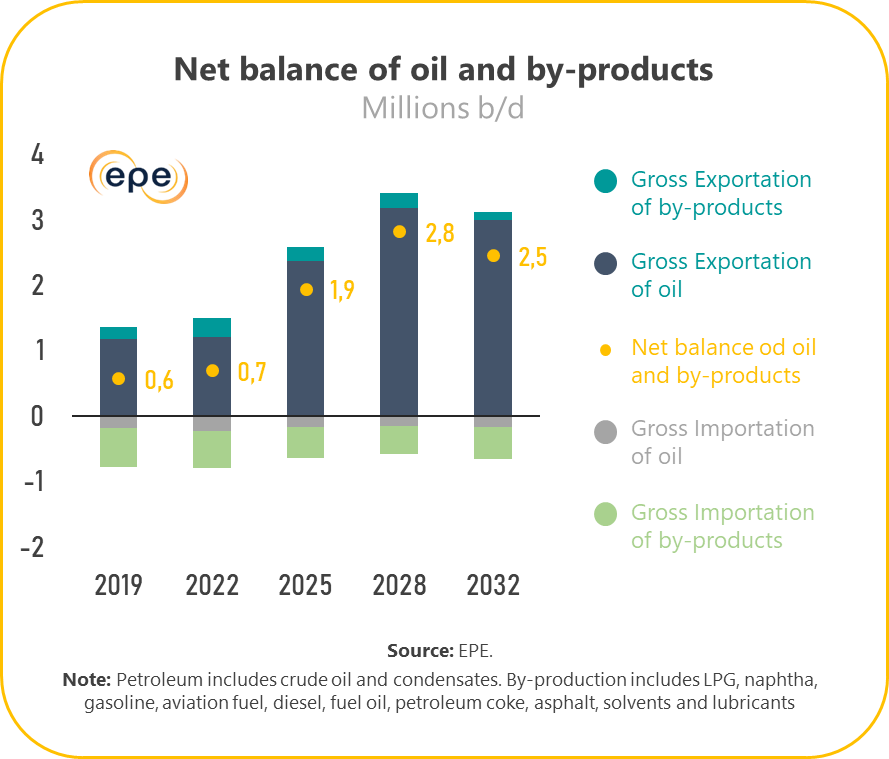 Net balance of oil and by-products
Millions b/d
4
3
2
1
0
-1
-2
epe
0,6
0,7
1,9
2,8
2,5
2019 2022 2025 2028 2032
Gross Exportation
of by-products
Gross Exportation
of oil
Net balance od oil
and by-products
Gross Importation
of oil
Gross Importation
of by-products
Source: EPE.
Note: Petroleum includes crude oil and condensates. By-production includes LPG, naphtha,
gasoline, aviation fuel, diesel, fuel oil, petroleum coke, asphalt, solvents and lubricants